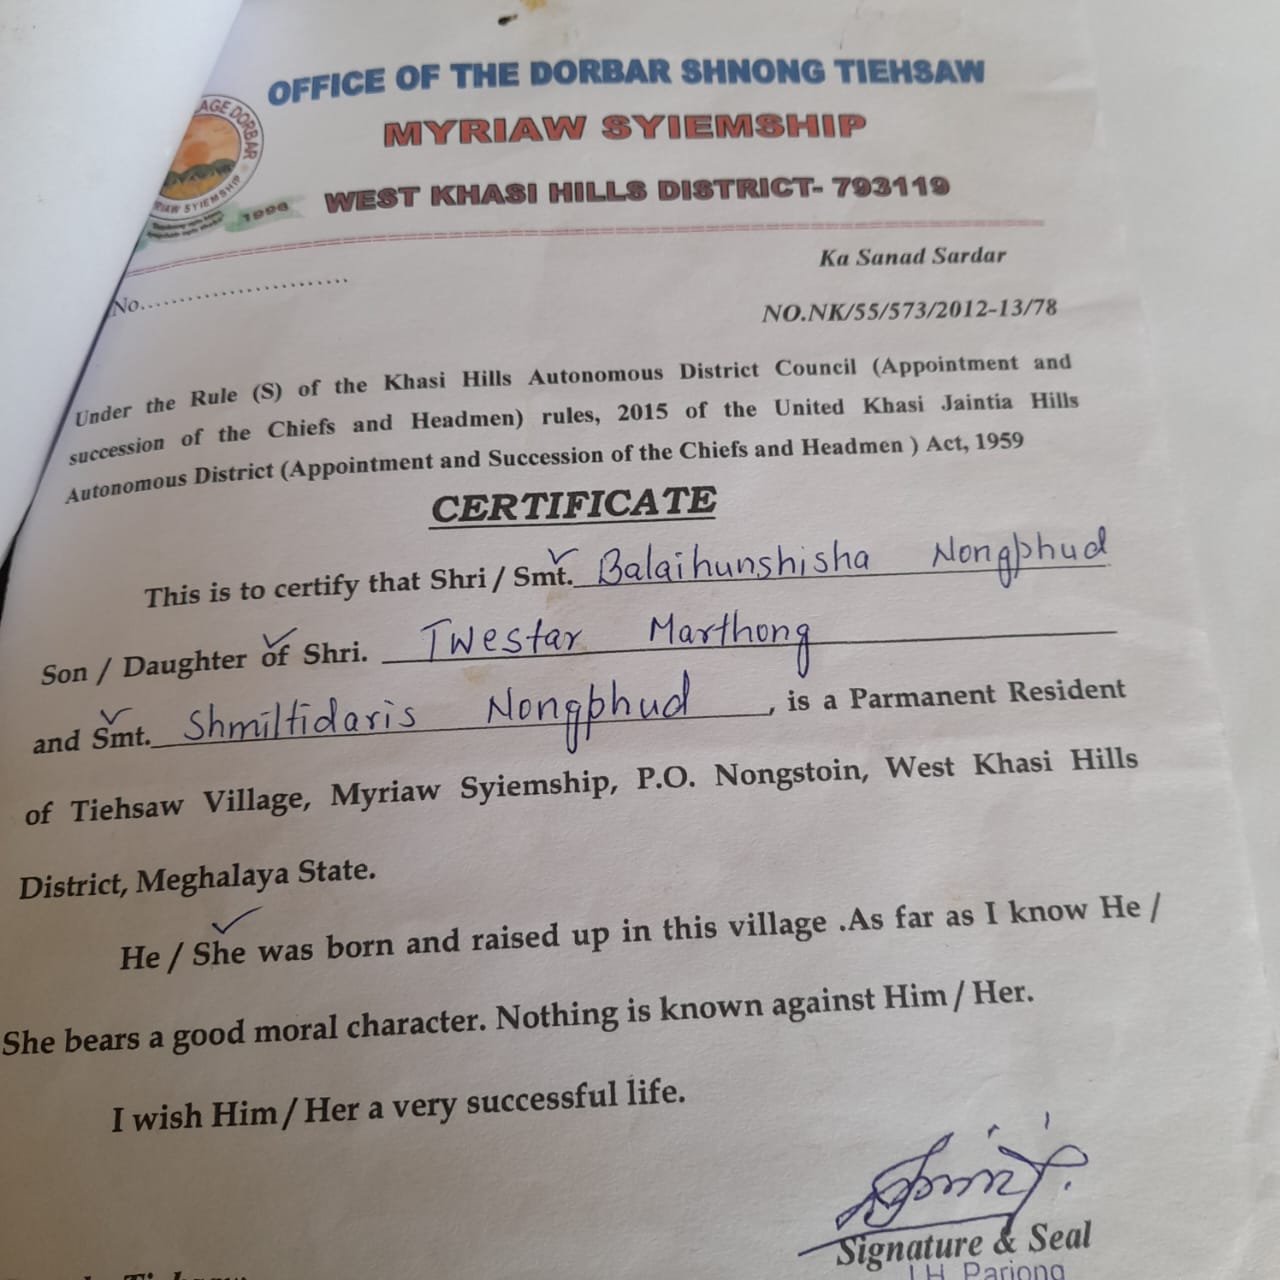 OFFICE OF THE DORBAR SHNONG TIEHSAW
MYRIAW SYIEMSHIP
WEST KHASI HILLS DISTRICT- 793119
AGE DORBAR
RIAW SYIEMSHIP
1996
Ka Sanad Sardar
No..........................
NO.NK/55/573/2012-13/78
Under the Rule (S) of the Khasi Hills Autonomous District Council (Appointment and
succession of the Chiefs and Headmen) rules, 2015 of the United Khasi Jaintia Hills
Autonomous District (Appointment and Succession of the Chiefs and Headmen ) Act, 1959
CERTIFICATE
This is to certify that Shri / Smt. Balaihunshisha Nongphud
Son / Daughter of Shri. Twestar Marthong
and Smt. Shmiltidaris Nongphud , is a Parmanent Resident
of Tiehsaw Village, Myriaw Syiemship, P.O. Nongstoin, West Khasi Hills
District, Meghalaya State.
He / She was born and raised up in this village .As far as I know He /
She bears a good moral character. Nothing is known against Him / Her.
I wish Him / Her a very successful life.
Signature & Seal